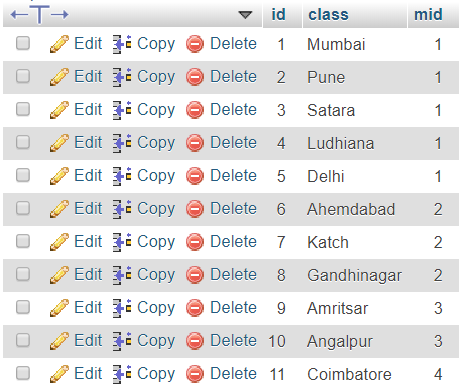 id class mid
Edit Copy Delete 1 Mumbai 1
Edit Copy Delete 2 Pune 1
Edit Copy Delete 3 Satara 1
Edit Copy Delete 4 Ludhiana 1
Edit Copy Delete 5 Delhi 1
Edit Copy Delete 6 Ahemdabad 2
Edit Copy Delete 7 Katch 2
Edit Copy Delete 8 Gandhinagar 2
Edit Copy Delete 9 Amritsar 3
Edit Copy Delete 10 Angalpur 3
Edit Copy Delete 11 Coimbatore 4